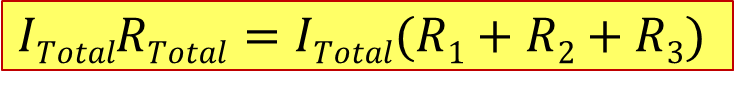 I_Total R_Total = I_Total(R_1 + R_2 + R_3)